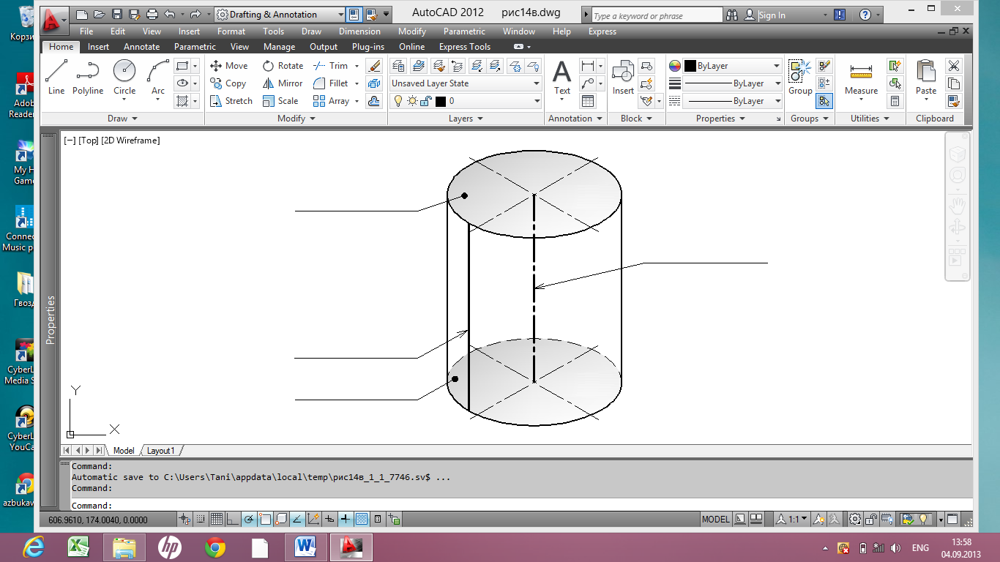 Drafting & Annotation
AutoCAD 2012 рис14в.dwg
Type a keyword or phrase
Sign In
File Edit View Insert Format Tools Draw Dimension Modify Parametric Window Help Express
Home Insert Annotate Parametric View Manage Output Plug-ins Online Express Tools
Line Polyline Circle Arc
Move Rotate Trim
Copy Mirror Fillet
Stretch Scale Array
Unsaved Layer State
0
Text
Insert
ByLayer
ByLayer
ByLayer
Group
Measure
Paste
Draw Modify Layers Annotation Block Properties Groups Utilities Clipboard
[−] [Top] [2D Wireframe]
Properties
Y
X
Model Layout1
Command:
Automatic save to C:\Users\Tani\appdata\local\temp\рис14в_1_1_7746.sv$ ...
Command:
Command:
606.9610, 174.0040, 0.0000
MODEL
1:1
Корзи
Adob
Reader
My H
Game
Connec
Music p
Гвозд
CyberL
Media S
CyberL
YouCa
azbukaw
hp
ENG
13:58
04.09.2013